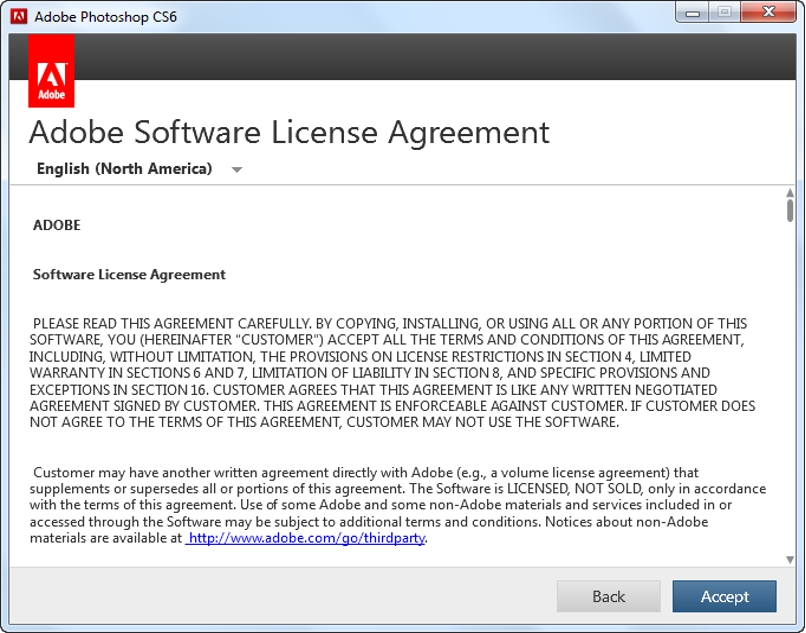 Adobe Photoshop CS6
Adobe
Adobe Software License Agreement
English (North America)
ADOBE
Software License Agreement
PLEASE READ THIS AGREEMENT CAREFULLY. BY COPYING, INSTALLING, OR USING ALL OR ANY PORTION OF THIS
SOFTWARE, YOU (HEREINAFTER “CUSTOMER”) ACCEPT ALL THE TERMS AND CONDITIONS OF THIS AGREEMENT,
INCLUDING, WITHOUT LIMITATION, THE PROVISIONS ON LICENSE RESTRICTIONS IN SECTION 4, LIMITED
WARRANTY IN SECTIONS 6 AND 7, LIMITATION OF LIABILITY IN SECTION 8, AND SPECIFIC PROVISIONS AND
EXCEPTIONS IN SECTION 16. CUSTOMER AGREES THAT THIS AGREEMENT IS LIKE ANY WRITTEN NEGOTIATED
AGREEMENT SIGNED BY CUSTOMER. THIS AGREEMENT IS ENFORCEABLE AGAINST CUSTOMER. IF CUSTOMER DOES
NOT AGREE TO THE TERMS OF THIS AGREEMENT, CUSTOMER MAY NOT USE THE SOFTWARE.
Customer may have another written agreement directly with Adobe (e.g., a volume license agreement) that
supplements or supersedes all or portions of this agreement. The Software is LICENSED, NOT SOLD, only in accordance
with the terms of this agreement. Use of some Adobe and some non-Adobe materials and services included in or
accessed through the Software may be subject to additional terms and conditions. Notices about non-Adobe
materials are available at http://www.adobe.com/go/thirdparty.
Back
Accept